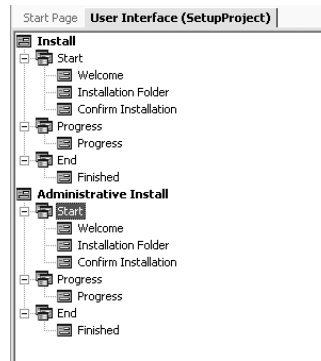 Start Page User Interface (SetupProject)
Install
Start
Welcome
Installation Folder
Confirm Installation
Progress
Progress
End
Finished
Administrative Install
Start
Welcome
Installation Folder
Confirm Installation
Progress
Progress
End
Finished